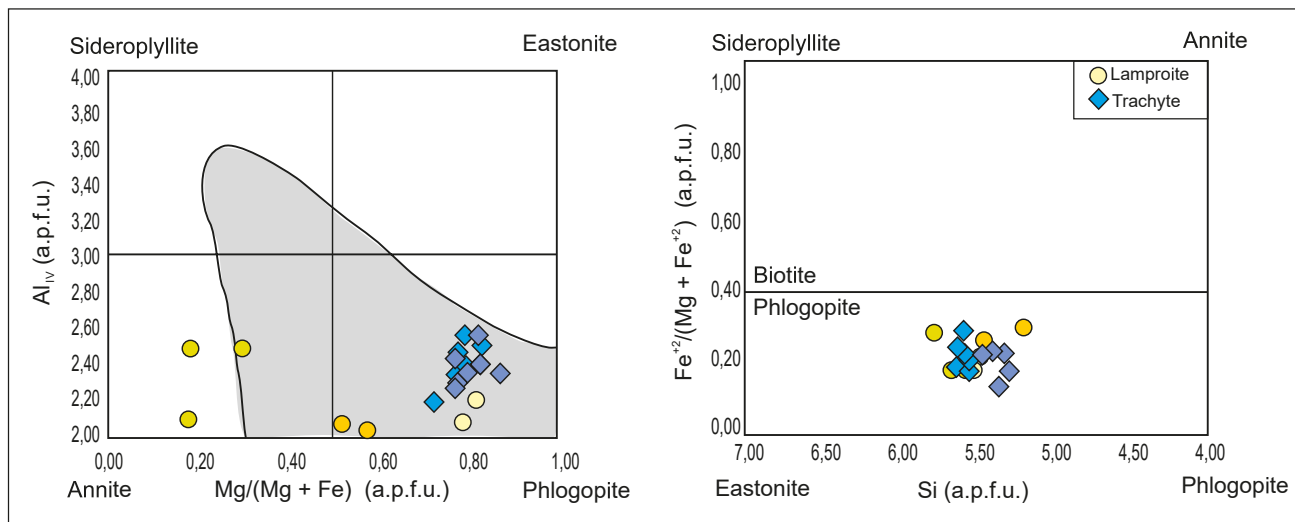 Sideroplyllite Eastonite
4,00
3,60
3,40
3,20
3,00
2,80
2,60
2,40
2,20
2,00
Al IV (a.p.f.u.)
0,00 0,20 0,40 0,60 0,80 1,00
Annite Mg/(Mg + Fe) (a.p.f.u.) Phlogopite
Sideroplyllite Annite
Lamproite
Trachyte
1,00
0,80
0,60
0,40
0,20
0,00
Fe+2/(Mg + Fe+2) (a.p.f.u.)
Biotite
Phlogopite
7,00 6,50 6,00 5,50 5,00 4,50 4,00
Eastonite Si (a.p.f.u.) Phlogopite